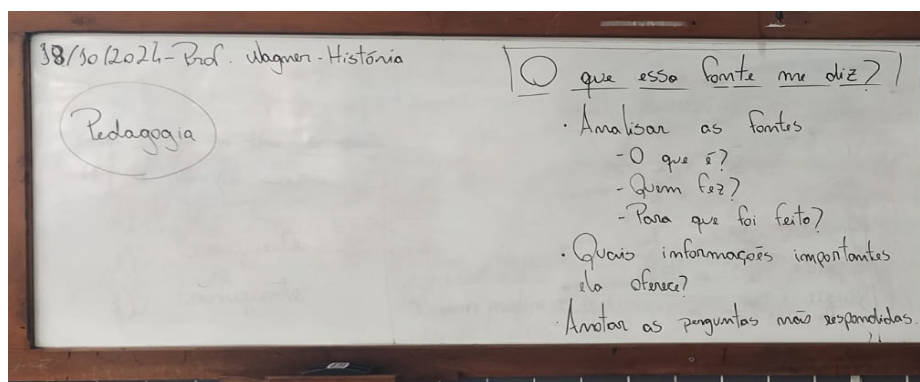 18/10/2024 - Prof. Wagner - História
Pedagogia
O que essa fonte me diz?
· Analisar as fontes
- O que é?
- Quem fez?
- Para que foi feito?
· Quais informações importantes
ela oferece?
· Anotar as perguntas não respondidas.